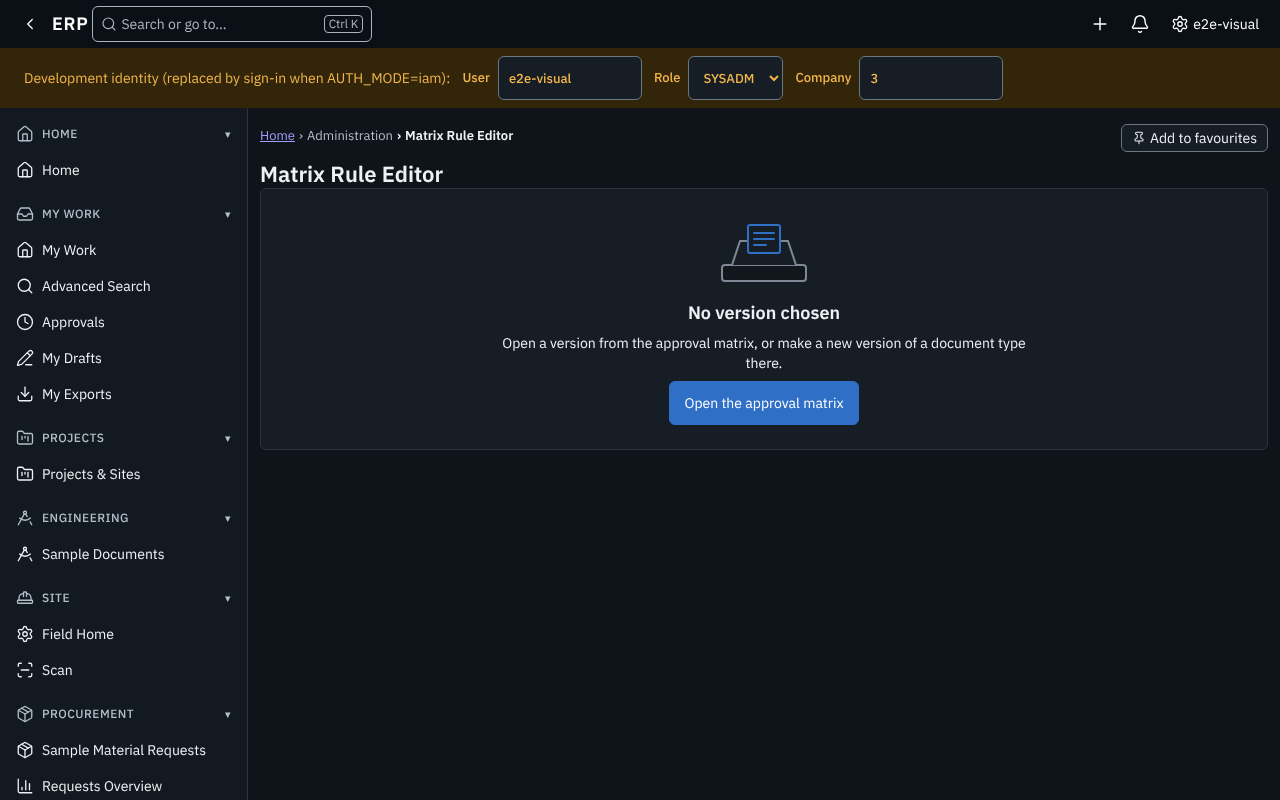 ERP
Search or go to...
Ctrl K
e2e-visual
Development identity (replaced by sign-in when AUTH_MODE=iam):
User
e2e-visual
Role
SYSADM
Company
3
HOME
Home
MY WORK
My Work
Advanced Search
Approvals
My Drafts
My Exports
PROJECTS
Projects & Sites
ENGINEERING
Sample Documents
SITE
Field Home
Scan
PROCUREMENT
Sample Material Requests
Requests Overview
Home › Administration › Matrix Rule Editor
Add to favourites
Matrix Rule Editor
No version chosen
Open a version from the approval matrix, or make a new version of a document type
there.
Open the approval matrix